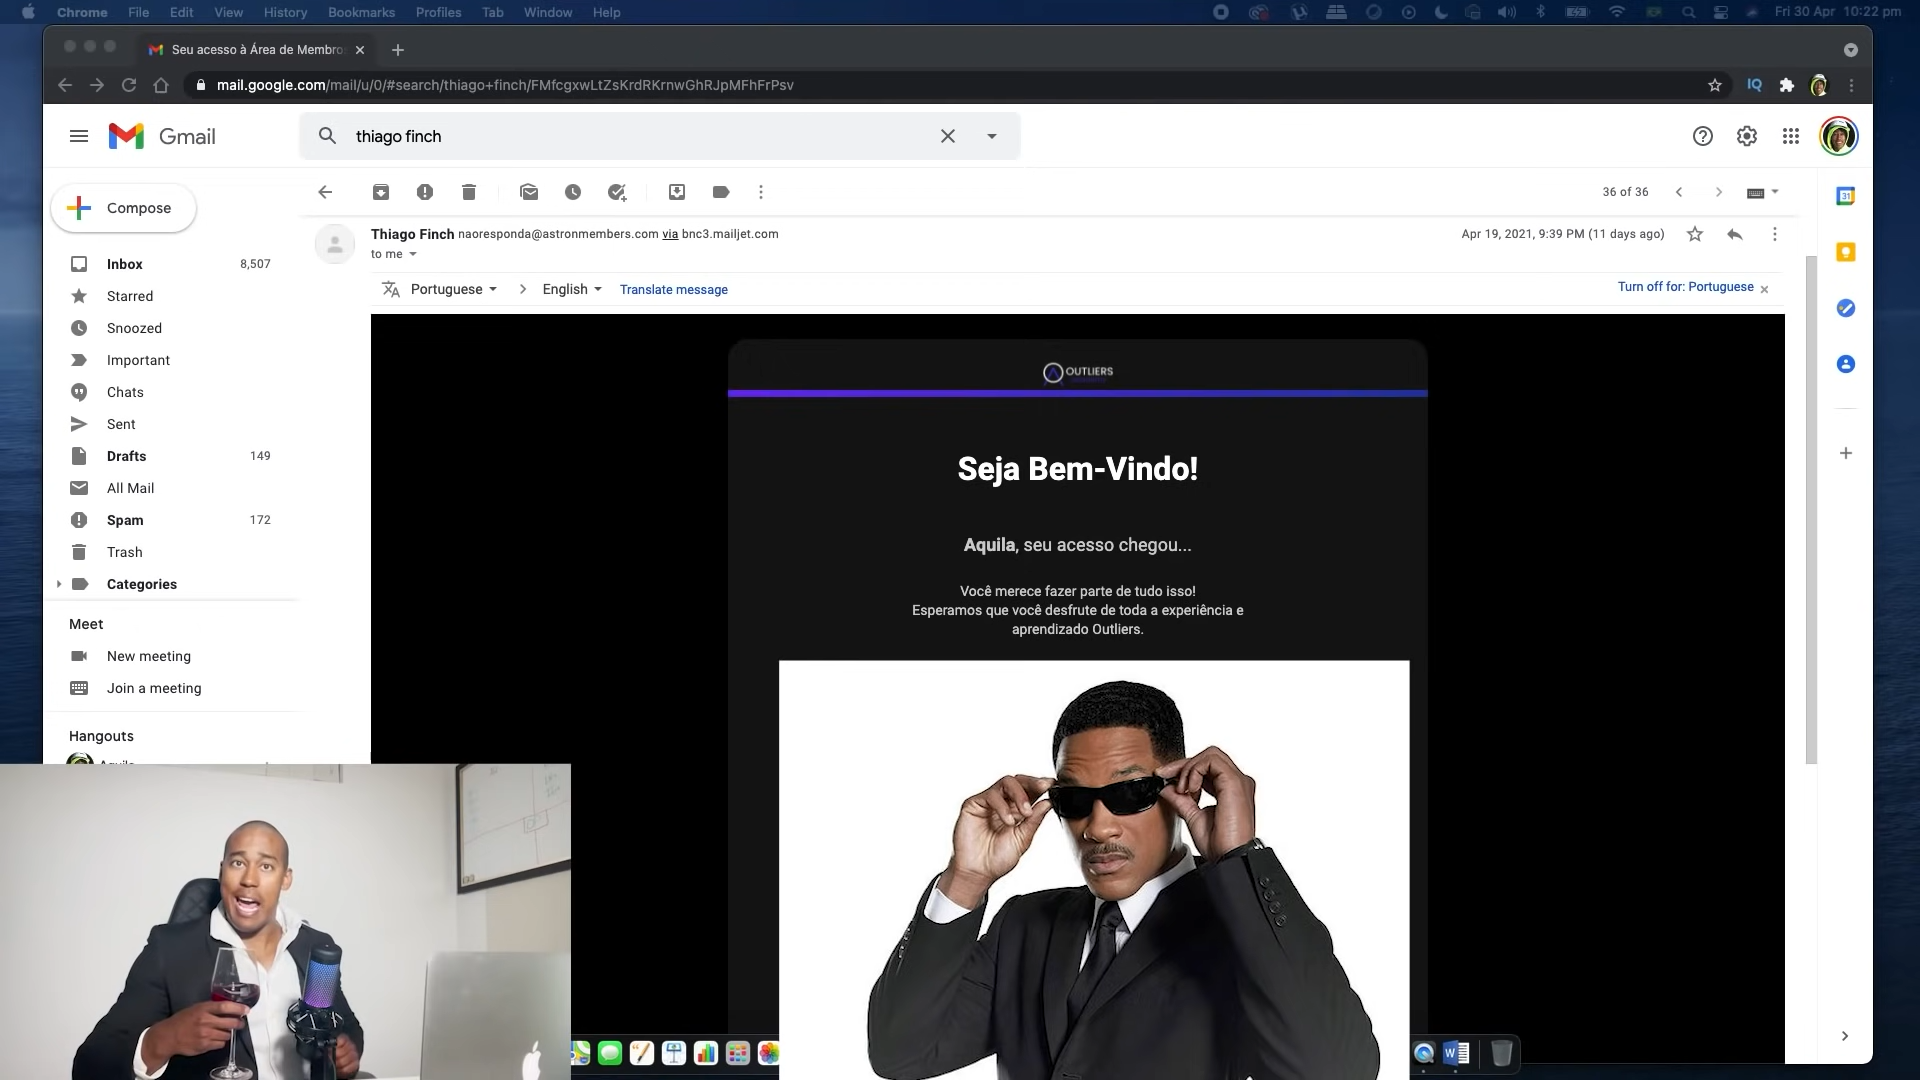 Chrome File Edit View History Bookmarks Profiles Tab Window Help Fri 30 Apr 10:22 pm
Seu acesso à Área de Membro
mail.google.com/mail/u/0/#search/thiago+finch/FMfcgxwLtZsKrdRKrnwGhRJpMFhFrPsv
IQ
Gmail
thiago finch
Compose
36 of 36
Thiago Finch naoresponda@astronmembers.com via bnc3.mailjet.com
Apr 19, 2021, 9:39 PM (11 days ago)
to me
Portuguese > English Translate message
Turn off for: Portuguese
Inbox 8,507
Starred
Snoozed
Important
Chats
Sent
Drafts 149
All Mail
Spam 172
Trash
Categories
Meet
New meeting
Join a meeting
Hangouts
31
OUTLIERS
Seja Bem-Vindo!
Aquila, seu acesso chegou...
Você merece fazer parte de tudo isso!
Esperamos que você desfrute de toda a experiência e
aprendizado Outliers.
W